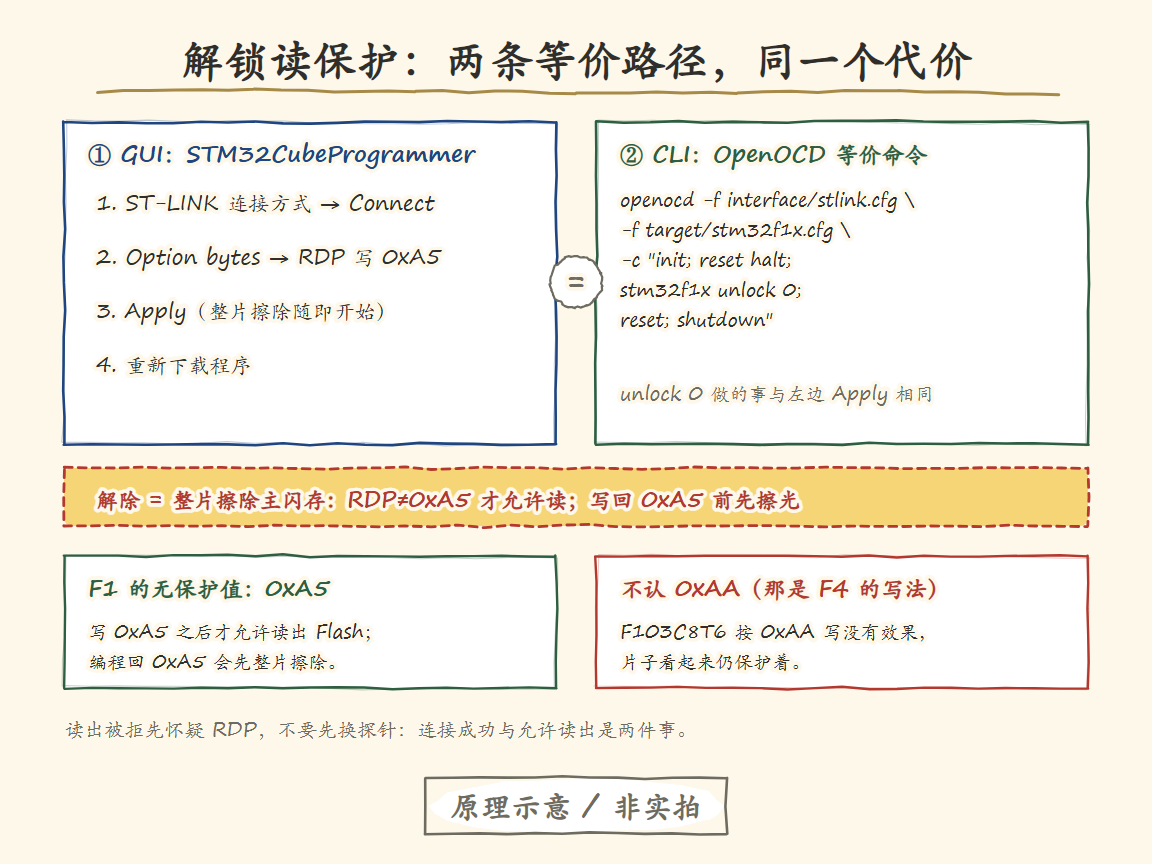 解锁读保护：两条等价路径，同一个代价
① GUI：STM32CubeProgrammer
1. ST-LINK 连接方式 → Connect
2. Option bytes → RDP 写 0xA5
3. Apply（整片擦除随即开始）
4. 重新下载程序
=
② CLI：OpenOCD 等价命令
openocd -f interface/stlink.cfg \
-f target/stm32f1x.cfg \
-c "init; reset halt;
stm32f1x unlock 0;
reset; shutdown"
unlock 0 做的事与左边 Apply 相同
解除 = 整片擦除主闪存：RDP≠0xA5 才允许读；写回 0xA5 前先擦光
F1 的无保护值：0xA5
写 0xA5 之后才允许读出 Flash；
编程回 0xA5 会先整片擦除。
不认 0xAA（那是 F4 的写法）
F103C8T6 按 0xAA 写没有效果，
片子看起来仍保护着。
读出被拒先怀疑 RDP，不要先换探针：连接成功与允许读出是两件事。
原理示意 / 非实拍